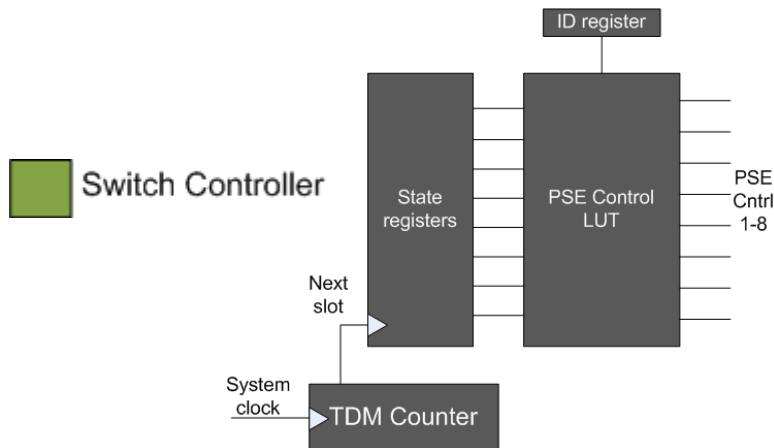 ID register
Switch Controller
State
registers
PSE Control
LUT
PSE
Cntrl
1-8
Next
slot
System
clock
TDM Counter